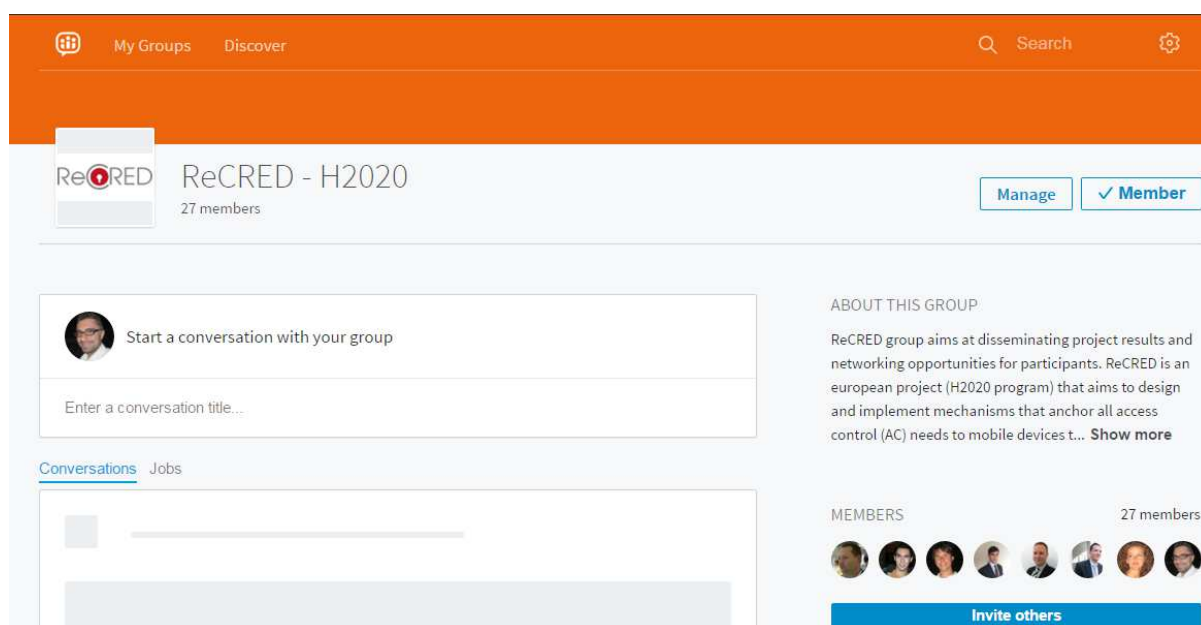 My Groups Discover Search
ReCRED
ReCRED - H2020
27 members
Manage
✓ Member
Start a conversation with your group
Enter a conversation title...
Conversations Jobs
ABOUT THIS GROUP
ReCRED group aims at disseminating project results and
networking opportunities for participants. ReCRED is an
european project (H2020 program) that aims to design
and implement mechanisms that anchor all access
control (AC) needs to mobile devices t... Show more
MEMBERS 27 members
Invite others